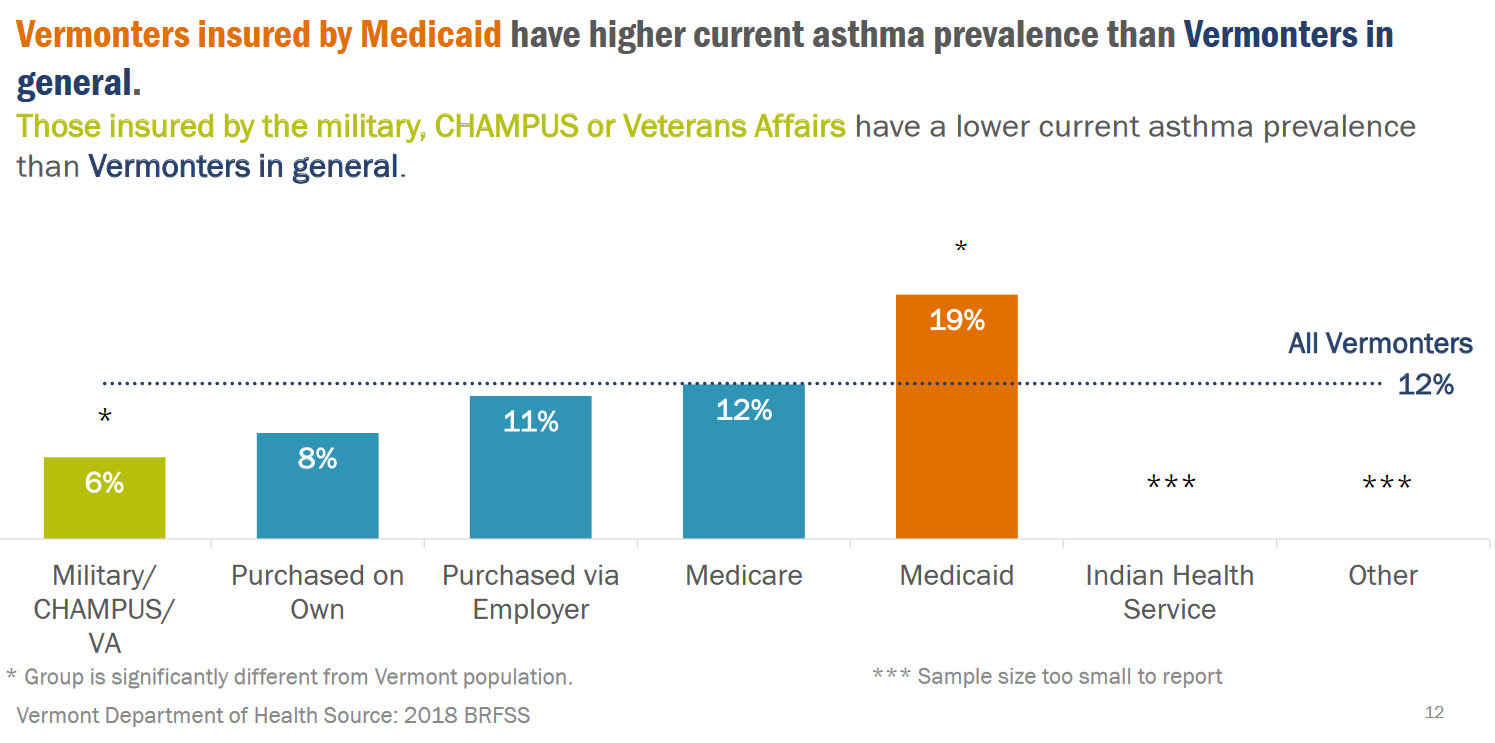 Vermonters insured by Medicaid have higher current asthma prevalence than Vermonters in
general.
Those insured by the military, CHAMPUS or Veterans Affairs have a lower current asthma prevalence
than Vermonters in general.
*
*
19%
All Vermonters
12%
6%
8%
11%
12%
***
***
Military/
CHAMPUS/
VA
Purchased on
Own
Purchased via
Employer
Medicare
Medicaid
Indian Health
Service
Other
* Group is significantly different from Vermont population.
*** Sample size too small to report
Vermont Department of Health Source: 2018 BRFSS
12